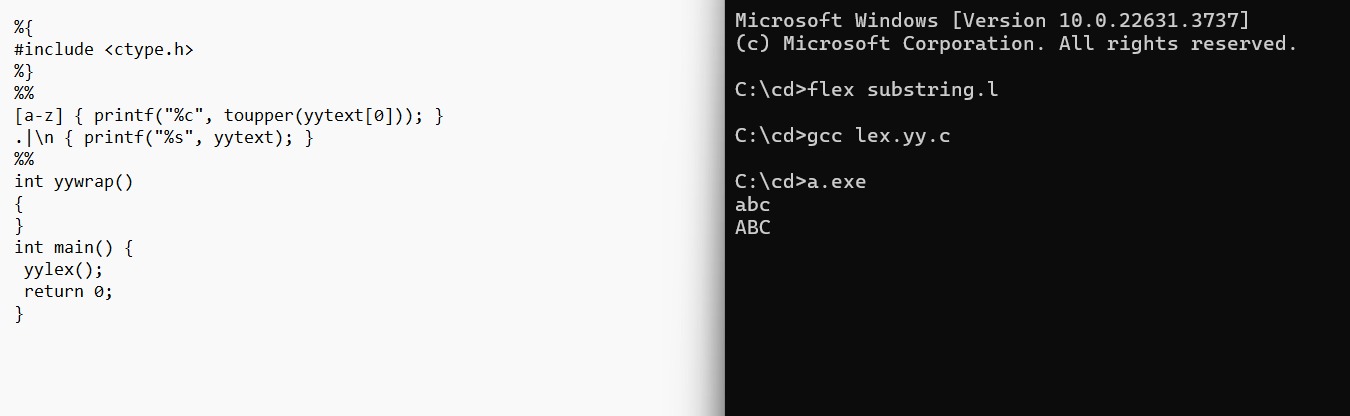 %{
#include <ctype.h>
%}
%%
[a-z] { printf("%c", toupper(yytext[0])); }
.|\n { printf("%s", yytext); }
%%
int yywrap()
{
}
int main() {
 yylex();
 return 0;
}
Microsoft Windows [Version 10.0.22631.3737]
(c) Microsoft Corporation. All rights reserved.
C:\cd>flex substring.l
C:\cd>gcc lex.yy.c
C:\cd>a.exe
abc
ABC